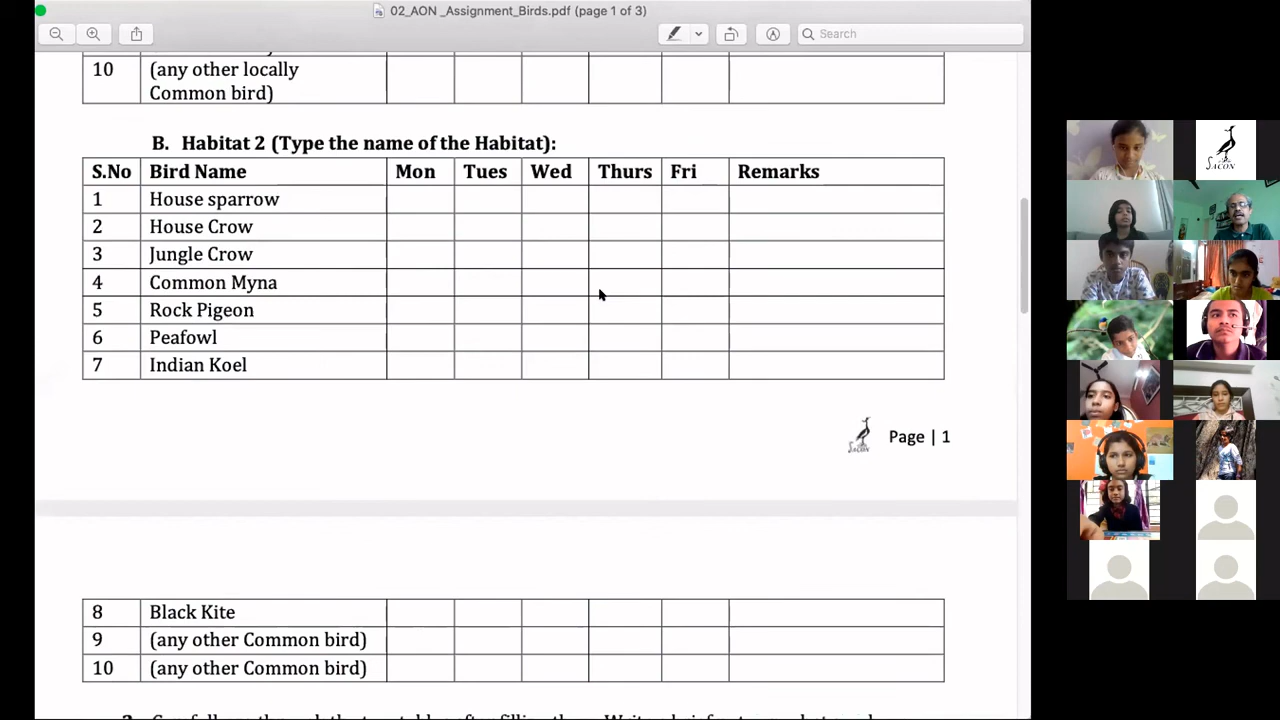 02_AON _Assignment_Birds.pdf (page 1 of 3)
Search
10 (any other locally
Common bird)
B. Habitat 2 (Type the name of the Habitat):
S.No Bird Name Mon Tues Wed Thurs Fri Remarks
1 House sparrow
2 House Crow
3 Jungle Crow
4 Common Myna
5 Rock Pigeon
6 Peafowl
7 Indian Koel
SACON
Page | 1
8 Black Kite
9 (any other Common bird)
10 (any other Common bird)
SACON